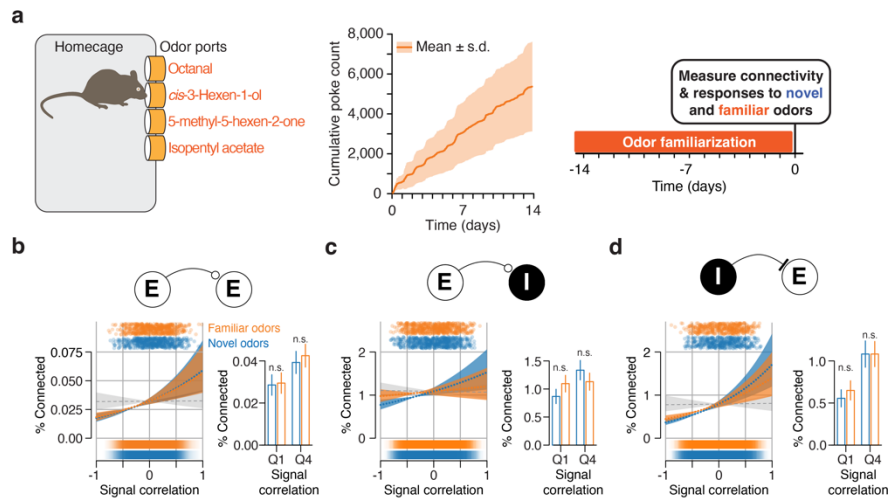 a
Homecage
Odor ports
Octanal
cis-3-Hexen-1-ol
5-methyl-5-hexen-2-one
Isopentyl acetate
Cumulative poke count
8,000
6,000
4,000
2,000
0
Mean ± s.d.
0
7
14
Time (days)
Measure connectivity
& responses to novel
and familiar odors
Odor familiarization
-14
-7
0
Time (days)
b
E
E
% Connected
0.075
0.050
0.025
0.00
-1
0
1
Signal correlation
Familiar odors
Novel odors
% Connected
0.04
0.02
0.00
n.s.
n.s.
Q1
Q4
Signal
correlation
c
E
I
% Connected
2
1
0
-1
0
1
Signal correlation
% Connected
1.5
1.0
0.5
0.0
n.s.
n.s.
Q1
Q4
Signal
correlation
d
I
E
% Connected
2
1
0
-1
0
1
Signal correlation
% Connected
1.0
0.5
0.0
n.s.
n.s.
Q1
Q4
Signal
correlation